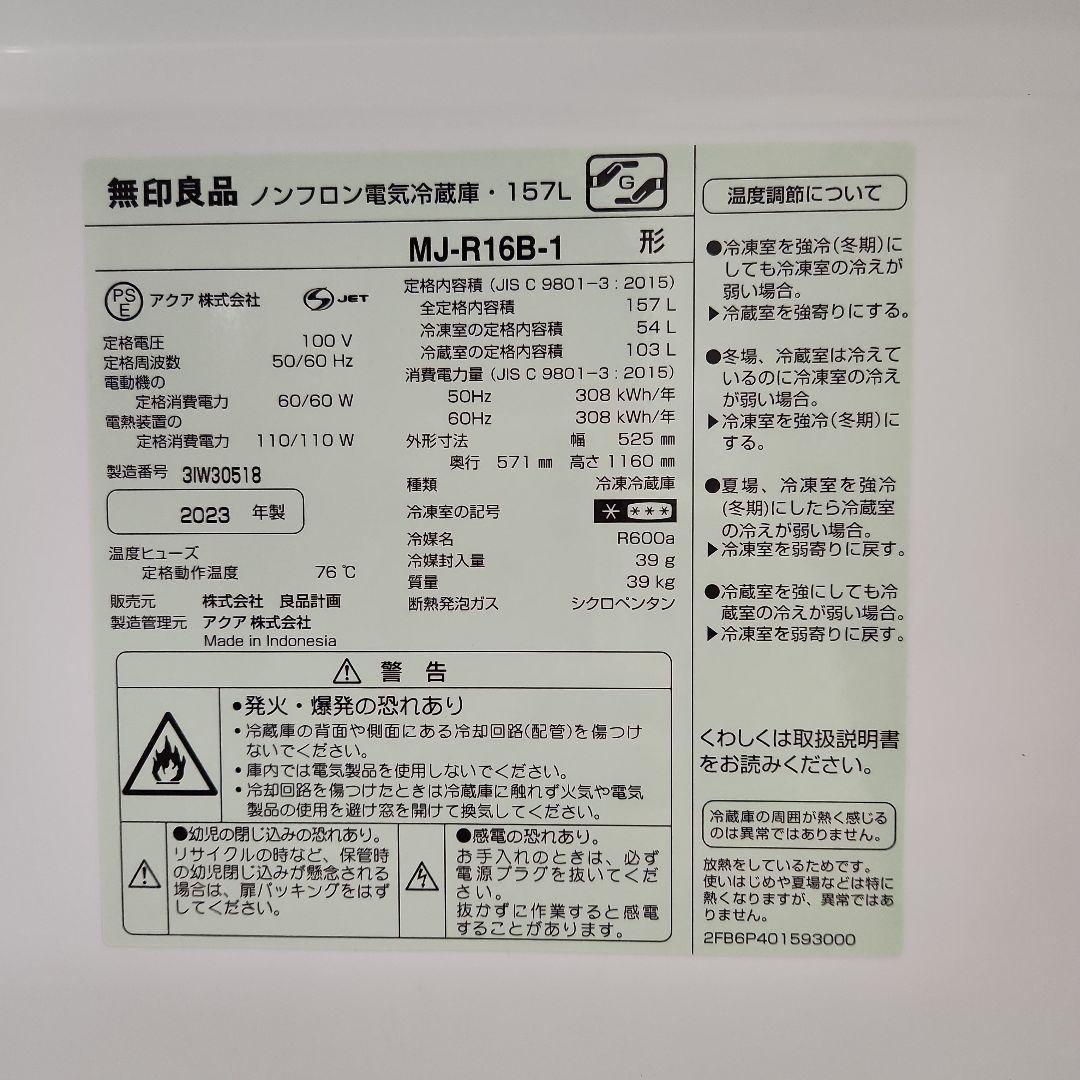 無印良品 ノンフロン電気冷蔵庫・157L
G
MJ-R16B-1 形
PS
E
アクア 株式会社
S JET
定格電圧 100 V
定格周波数 50/60 Hz
電動機の
定格消費電力 60/60 W
電熱装置の
定格消費電力 110/110 W
製造番号 3IW30518
2023 年製
温度ヒューズ
定格動作温度 76 ℃
販売元 株式会社 良品計画
製造管理元 アクア 株式会社
Made in Indonesia
定格内容積 (JIS C 9801-3 : 2015)
全定格内容積 157 L
冷凍室の定格内容積 54 L
冷蔵室の定格内容積 103 L
消費電力量 (JIS C 9801-3 : 2015)
50Hz 308 kWh/年
60Hz 308 kWh/年
外形寸法 幅 525 mm
奥行 571 mm 高さ 1160 mm
種類 冷凍冷蔵庫
冷凍室の記号 * ***
冷媒名 R600a
冷媒封入量 39 g
質量 39 kg
断熱発泡ガス シクロペンタン
⚠ 警 告
●発火・爆発の恐れあり
・冷蔵庫の背面や側面にある冷却回路(配管)を傷つけ
ないでください。
・庫内では電気製品を使用しないでください。
・冷却回路を傷つけたときは冷蔵庫に触れず火気や電気
製品の使用を避け窓を開けて換気してください。
●幼児の閉じ込みの恐れあり。
リサイクルの時など、保管時
の幼児閉じ込みが懸念される
場合は、扉パッキングをはず
してください。
●感電の恐れあり。
お手入れのときは、必ず
電源プラグを抜いてくだ
さい。
抜かずに作業すると感電
することがあります。
温度調節について
●冷凍室を強冷(冬期)に
しても冷凍室の冷えが
弱い場合。
▶冷蔵室を強寄りにする。
●冬場、冷蔵室は冷えて
いるのに冷凍室の冷え
が弱い場合。
▶冷凍室を強冷(冬期)に
する。
●夏場、冷凍室を強冷
(冬期)にしたら冷蔵室
の冷えが弱い場合。
▶冷凍室を弱寄りに戻す。
●冷蔵室を強にしても冷
蔵室の冷えが弱い場合。
▶冷凍室を弱寄りに戻す。
くわしくは取扱説明書
をお読みください。
冷蔵庫の周囲が熱く感じる
のは異常ではありません。
放熱をしているためです。
使いはじめや夏場などは特に
熱くなりますが、異常ではあ
りません。
2FB6P401593000